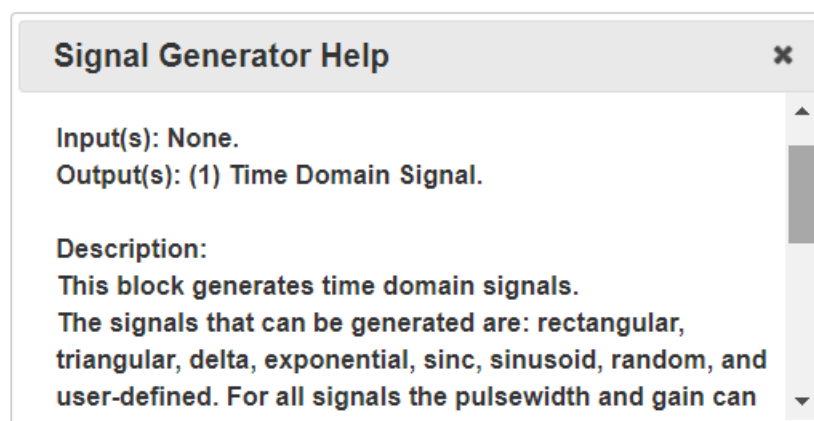 Signal Generator Help
Input(s): None.
Output(s): (1) Time Domain Signal.
Description:
This block generates time domain signals.
The signals that can be generated are: rectangular,
triangular, delta, exponential, sinc, sinusoid, random, and
user-defined. For all signals the pulsewidth and gain can